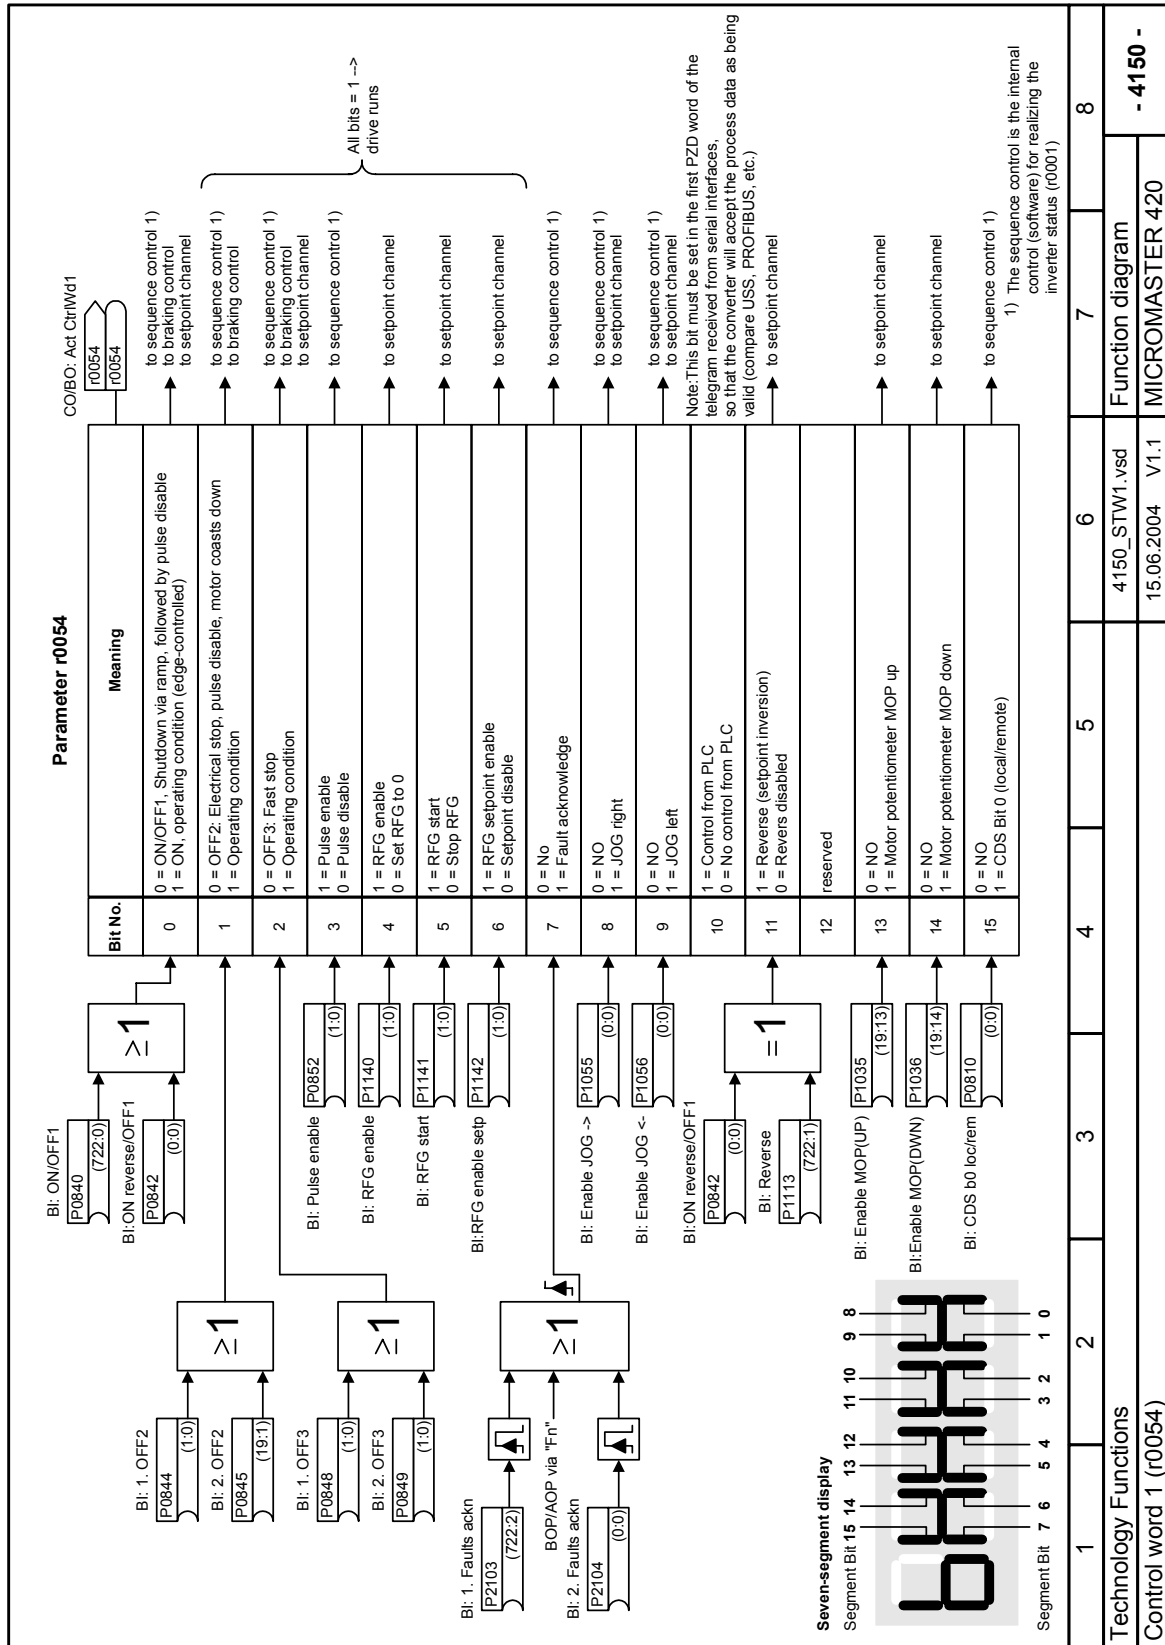 Parameter r0054
CO/BO: Act CtrlWd1
r0054
r0054
Bit No.
Meaning
BI: ON/OFF1
P0840
(722:0)
BI:ON reverse/OFF1
P0842
(0:0)
≥1
0
0 = ON/OFF1, Shutdown via ramp, followed by pulse disable
1 = ON, operating condition (edge-controlled)
to sequence control 1)
to braking control
to setpoint channel
BI: 1. OFF2
P0844
(1:0)
BI: 2. OFF2
P0845
(19:1)
≥1
1
0 = OFF2: Electrical stop, pulse disable, motor coasts down
1 = Operating condition
to sequence control 1)
to braking control
BI: 1. OFF3
P0848
(1:0)
BI: 2. OFF3
P0849
(1:0)
≥1
2
0 = OFF3: Fast stop
1 = Operating condition
to sequence control 1)
to braking control
to setpoint channel
BI: Pulse enable
P0852
(1:0)
3
1 = Pulse enable
0 = Pulse disable
to sequence control 1)
All bits = 1 -->
drive runs
BI: RFG enable
P1140
(1:0)
4
1 = RFG enable
0 = Set RFG to 0
to setpoint channel
BI: RFG start
P1141
(1:0)
5
1 = RFG start
0 = Stop RFG
to setpoint channel
BI:RFG enable setp
P1142
(1:0)
6
1 = RFG setpoint enable
0 = Setpoint disable
to setpoint channel
BI: 1. Faults ackn
P2103
(722:2)
BOP/AOP via "Fn"
BI: 2. Faults ackn
P2104
(0:0)
≥1
7
0 = No
1 = Fault acknowledge
to sequence control 1)
BI: Enable JOG ->
P1055
(0:0)
8
0 = NO
1 = JOG right
to sequence control 1)
to setpoint channel
BI: Enable JOG <-
P1056
(0:0)
9
0 = NO
1 = JOG left
to sequence control 1)
to setpoint channel
10
1 = Control from PLC
0 = No control from PLC
Note:This bit must be set in the first PZD word of the
telegram received from serial interfaces,
so that the converter will accept the process data as being
valid (compare USS, PROFIBUS, etc.)
BI:ON reverse/OFF1
P0842
(0:0)
BI: Reverse
P1113
(722:1)
=1
11
1 = Reverse (setpoint inversion)
0 = Revers disabled
to setpoint channel
12
reserved
BI: Enable MOP(UP)
P1035
(19:13)
13
0 = NO
1 = Motor potentiometer MOP up
to setpoint channel
BI:Enable MOP(DWN)
P1036
(19:14)
14
0 = NO
1 = Motor potentiometer MOP down
to setpoint channel
BI: CDS b0 loc/rem
P0810
(0:0)
15
0 = NO
1 = CDS Bit 0 (local/remote)
to sequence control 1)
1) The sequence control is the internal
control (software) for realizing the
inverter status (r0001)
Seven-segment display
Segment Bit 15 14 13 12 11 10 9 8
Segment Bit 7 6 5 4 3 2 1 0
1 2 3 4 5 6 7 8
Technology Functions
4150_STW1.vsd
Function diagram
- 4150 -
Control word 1 (r0054)
15.06.2004 V1.1
MICROMASTER 420